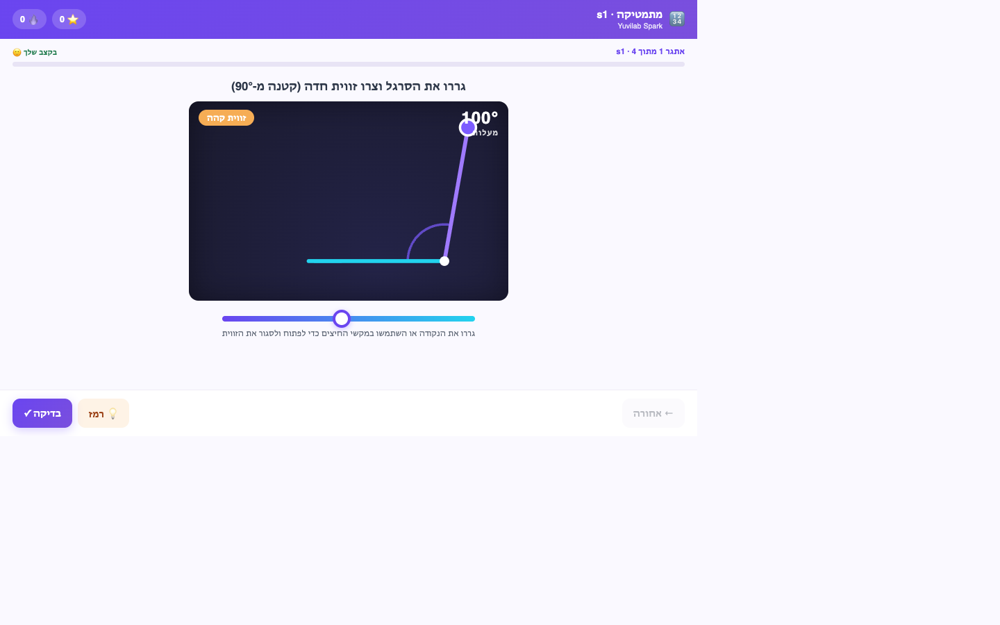 מתמטיקה · s1
Yuvilab Spark
0
0
אתגר 1 מתוך 4 · s1
בקצב שלך
גררו את הסרגל וצרו זווית חדה (קטנה מ-90°)
100°
מעלות
זווית קהה
גררו את הנקודה או השתמשו במקשי החיצים כדי לפתוח ולסגור את הזווית
← אחורה
רמז
בדיקה ✓